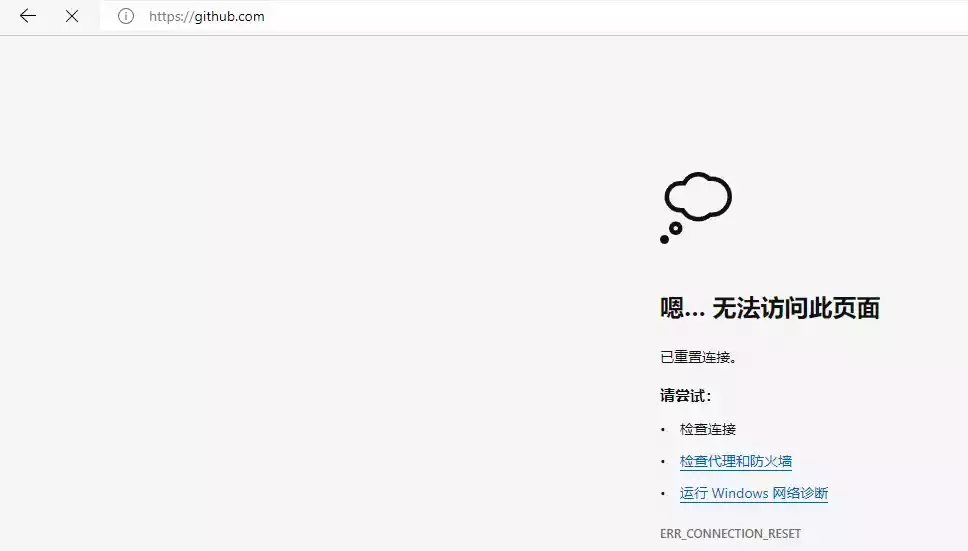 https://github.com
嗯... 无法访问此页面
已重置连接。
请尝试：
• 检查连接
• 检查代理和防火墙
• 运行 Windows 网络诊断
ERR_CONNECTION_RESET